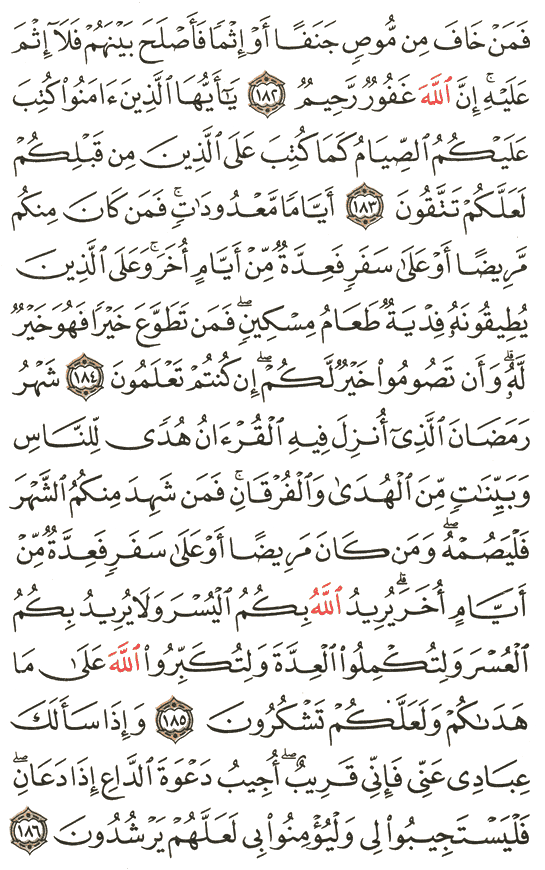 فَمَنْ خَافَ مِن مُّوصٍ جَنَفًا أَوْ إِثْمًا فَأَصْلَحَ بَيْنَهُمْ فَلَآ إِثْمَ
عَلَيْهِ ۚ إِنَّ ٱللَّهَ غَفُورٌ رَّحِيمٌ ١٨٢ يَـٰٓأَيُّهَا ٱلَّذِينَ ءَامَنُوا۟ كُتِبَ
عَلَيْكُمُ ٱلصِّيَامُ كَمَا كُتِبَ عَلَى ٱلَّذِينَ مِن قَبْلِكُمْ
لَعَلَّكُمْ تَتَّقُونَ ١٨٣ أَيَّامًا مَّعْدُودَٰتٍ ۚ فَمَن كَانَ مِنكُم
مَّرِيضًا أَوْ عَلَىٰ سَفَرٍ فَعِدَّةٌ مِّنْ أَيَّامٍ أُخَرَ ۚ وَعَلَى ٱلَّذِينَ
يُطِيقُونَهُۥ فِدْيَةٌ طَعَامُ مِسْكِينٍ ۖ فَمَن تَطَوَّعَ خَيْرًا فَهُوَ خَيْرٌ
لَّهُۥ ۚ وَأَن تَصُومُوا۟ خَيْرٌ لَّكُمْ ۖ إِن كُنتُمْ تَعْلَمُونَ ١٨٤ شَهْرُ
رَمَضَانَ ٱلَّذِىٓ أُنزِلَ فِيهِ ٱلْقُرْءَانُ هُدًى لِّلنَّاسِ
وَبَيِّنَـٰتٍ مِّنَ ٱلْهُدَىٰ وَٱلْفُرْقَانِ ۚ فَمَن شَهِدَ مِنكُمُ ٱلشَّهْرَ
فَلْيَصُمْهُ ۖ وَمَن كَانَ مَرِيضًا أَوْ عَلَىٰ سَفَرٍ فَعِدَّةٌ مِّنْ
أَيَّامٍ أُخَرَ ۗ يُرِيدُ ٱللَّهُ بِكُمُ ٱلْيُسْرَ وَلَا يُرِيدُ بِكُمُ
ٱلْعُسْرَ وَلِتُكْمِلُوا۟ ٱلْعِدَّةَ وَلِتُكَبِّرُوا۟ ٱللَّهَ عَلَىٰ مَا
هَدَىٰكُمْ وَلَعَلَّكُمْ تَشْكُرُونَ ١٨٥ وَإِذَا سَأَلَكَ
عِبَادِى عَنِّى فَإِنِّى قَرِيبٌ ۖ أُجِيبُ دَعْوَةَ ٱلدَّاعِ إِذَا دَعَانِ ۖ
فَلْيَسْتَجِيبُوا۟ لِى وَلْيُؤْمِنُوا۟ بِى لَعَلَّهُمْ يَرْشُدُونَ ١٨٦